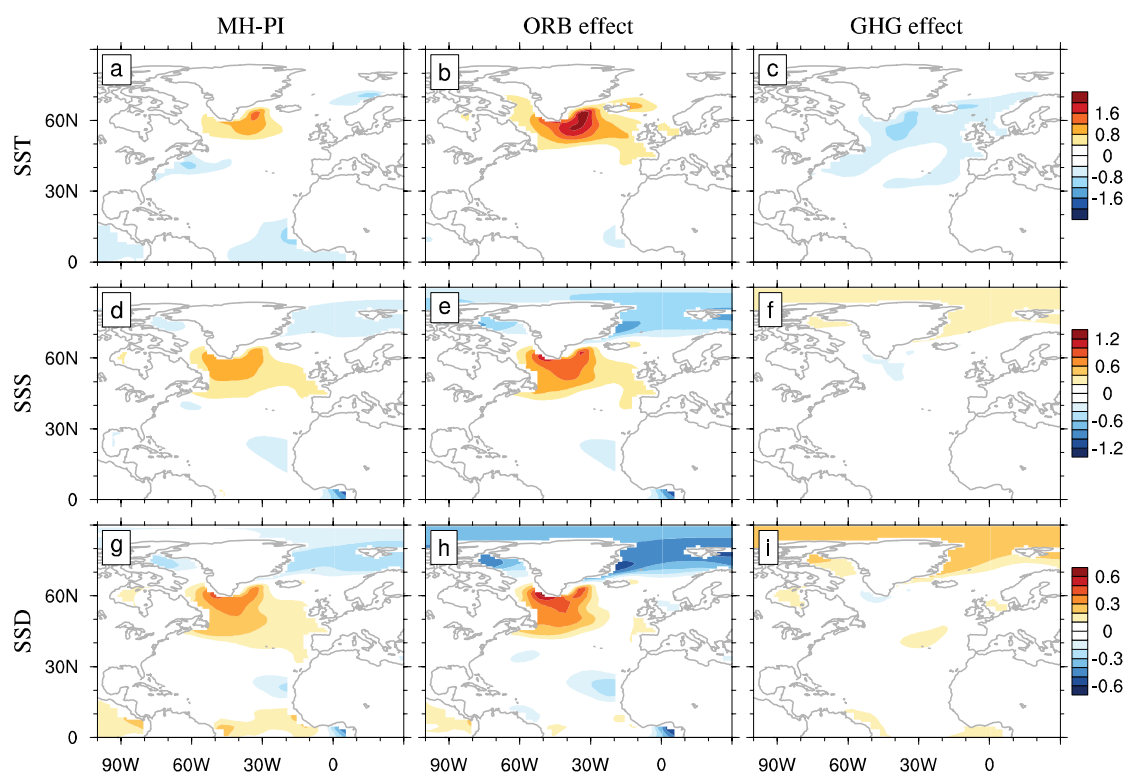 MH-PI ORB effect GHG effect
SST
60N
30N
0
a
b
c
1.6
0.8
0
-0.8
-1.6
SSS
60N
30N
0
d
e
f
1.2
0.6
0
-0.6
-1.2
SSD
60N
30N
0
g
h
i
0.6
0.3
0
-0.3
-0.6
90W 60W 30W 0 90W 60W 30W 0 90W 60W 30W 0